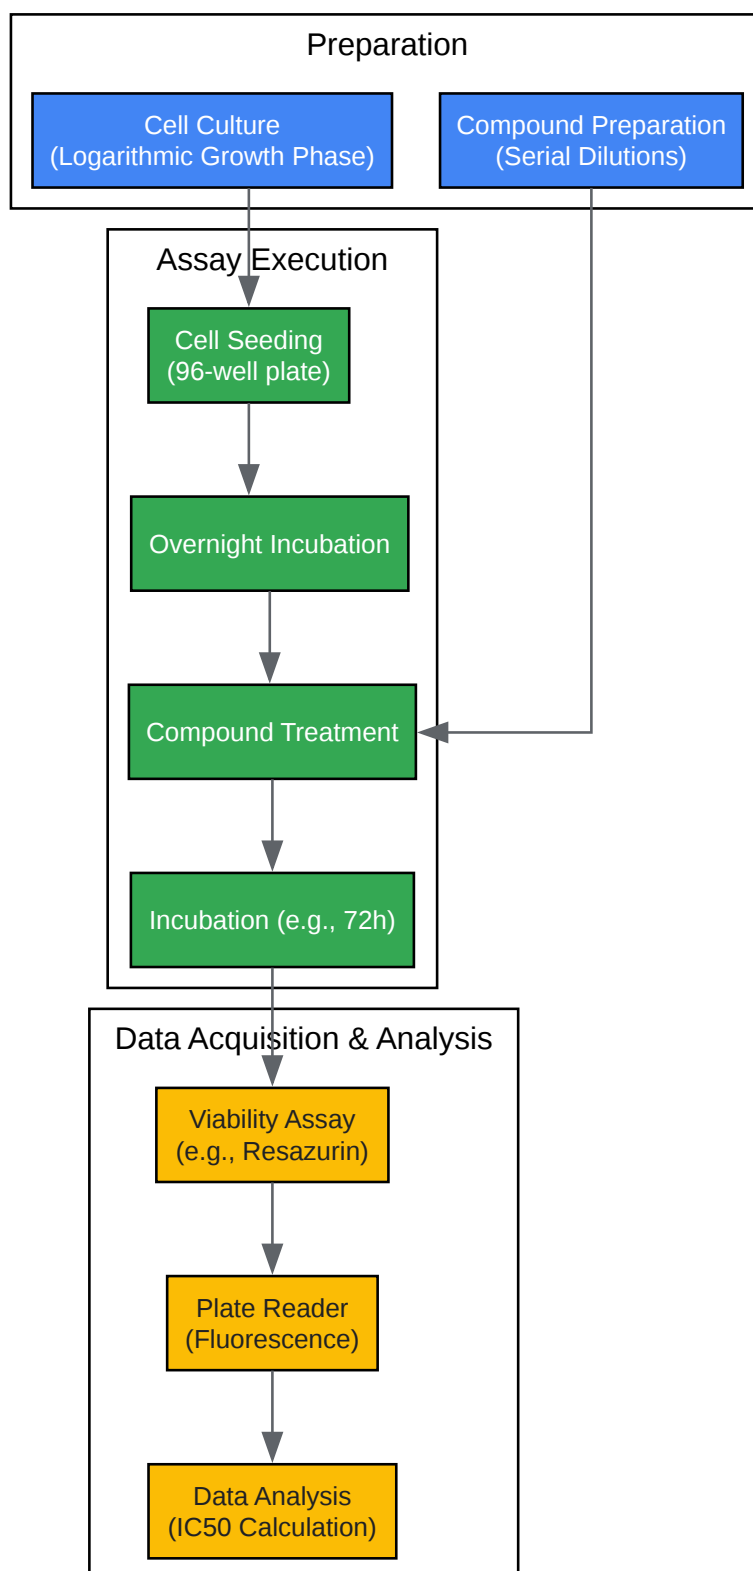 Preparation
Cell Culture
(Logarithmic Growth Phase)
Compound Preparation
(Serial Dilutions)
Assay Execution
Cell Seeding
(96-well plate)
Overnight Incubation
Compound Treatment
Incubation (e.g., 72h)
Data Acquisition & Analysis
Viability Assay
(e.g., Resazurin)
Plate Reader
(Fluorescence)
Data Analysis
(IC50 Calculation)